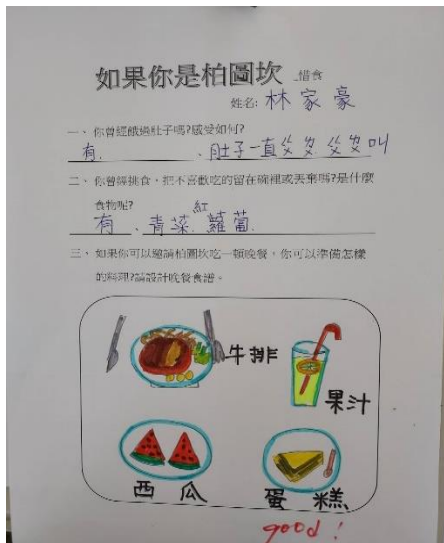 如果你是柏圖坎 _惜食
姓名: 林家豪
一、你曾經餓過肚子嗎?感受如何?
有. 、肚子一直ㄆㄆ ㄆㄆ叫
二、你曾經挑食,把不喜歡吃的留在碗裡或丟棄嗎?是什麼
食物呢?
有、青菜 紅蘿蔔
三、如果你可以邀請柏圖坎吃一頓晚餐,你可以準備怎樣
的料理?請設計晚餐食譜。
牛排
果汁
西瓜
蛋糕
good!